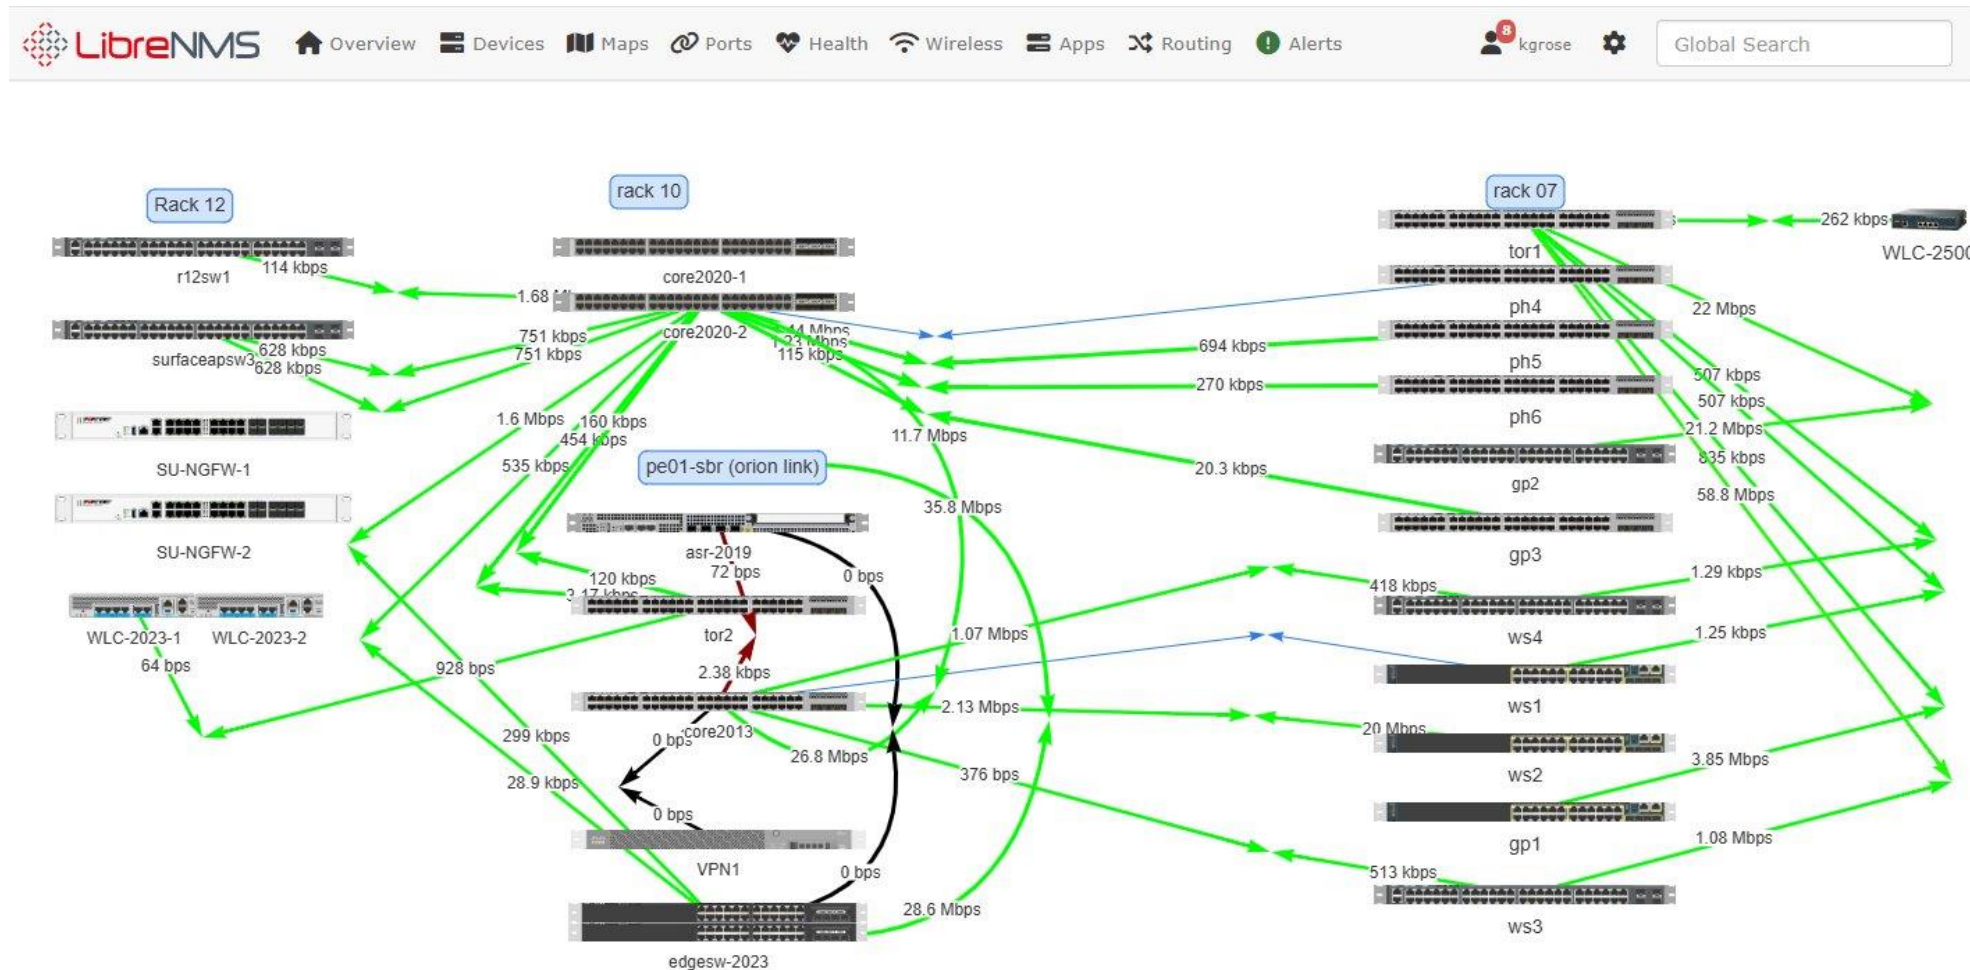 LibreNMS Overview Devices Maps Ports Health Wireless Apps Routing Alerts 8 kgrose Global Search
Rack 12
r12sw1
114 kbps
surfaceapsw3
628 kbps
628 kbps
SU-NGFW-1
SU-NGFW-2
WLC-2023-1
WLC-2023-2
64 bps
rack 10
core2020-1
1.68
core2020-2
751 kbps
751 kbps
1.23 Mbps
115 kbps
1.6 Mbps
160 kbps
454 kbps
535 kbps
11.7 Mbps
pe01-sbr (orion link)
35.8 Mbps
asr-2019
72 bps
0 bps
120 kbps
3.17 kbps
tor2
1.07 Mbps
928 bps
2.38 kbps
core2013
2.13 Mbps
0 bps
26.8 Mbps
299 kbps
28.9 kbps
376 bps
0 bps
VPN1
0 bps
28.6 Mbps
edgesw-2023
rack 07
tor1
262 kbps
WLC-2500
ph4
22 Mbps
694 kbps
ph5
507 kbps
270 kbps
507 kbps
ph6
21.2 Mbps
835 kbps
20.3 kbps
gp2
58.8 Mbps
gp3
1.29 kbps
418 kbps
ws4
1.25 kbps
ws1
20 Mbps
ws2
3.85 Mbps
gp1
1.08 Mbps
513 kbps
ws3